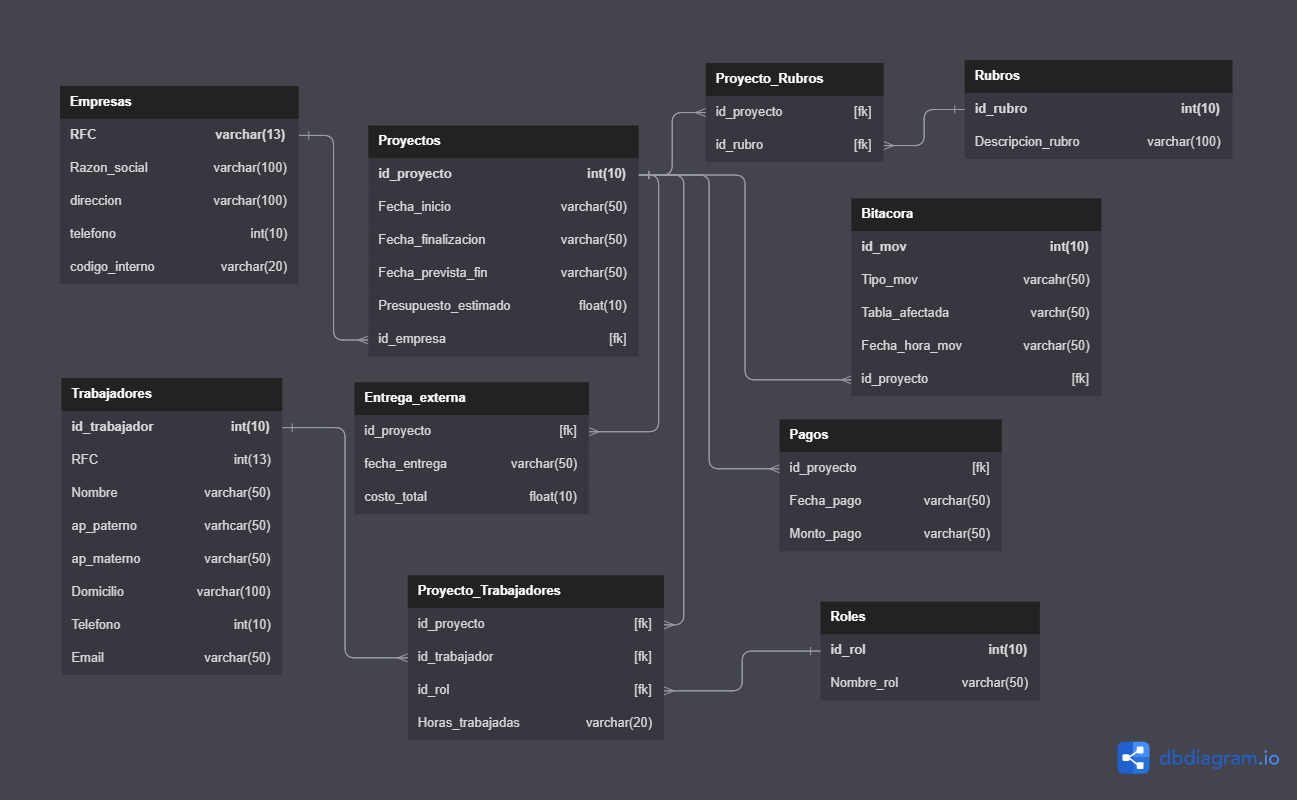 Empresas
RFC varchar(13)
Razon_social varchar(100)
direccion varchar(100)
telefono int(10)
codigo_interno varchar(20)
Proyectos
id_proyecto int(10)
Fecha_inicio varchar(50)
Fecha_finalizacion varchar(50)
Fecha_prevista_fin varchar(50)
Presupuesto_estimado float(10)
id_empresa [fk]
Proyecto_Rubros
id_proyecto [fk]
id_rubro [fk]
Rubros
id_rubro int(10)
Descripcion_rubro varchar(100)
Bitacora
id_mov int(10)
Tipo_mov varcahr(50)
Tabla_afectada varchr(50)
Fecha_hora_mov varchar(50)
id_proyecto [fk]
Trabajadores
id_trabajador int(10)
RFC int(13)
Nombre varchar(50)
ap_paterno varhcar(50)
ap_materno varchar(50)
Domicilio varchar(100)
Telefono int(10)
Email varchar(50)
Entrega_externa
id_proyecto [fk]
fecha_entrega varchar(50)
costo_total float(10)
Pagos
id_proyecto [fk]
Fecha_pago varchar(50)
Monto_pago varchar(50)
Proyecto_Trabajadores
id_proyecto [fk]
id_trabajador [fk]
id_rol [fk]
Horas_trabajadas varchar(20)
Roles
id_rol int(10)
Nombre_rol varchar(50)
dbdiagram.io